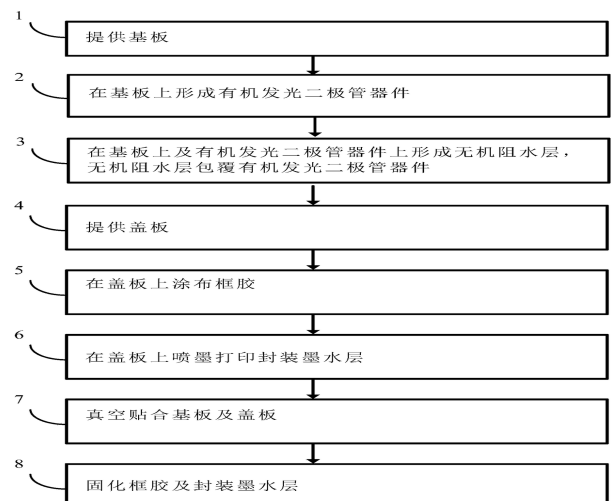 1
提供基板
2
在基板上形成有机发光二极管器件
3
在基板上及有机发光二极管器件上形成无机阻水层，
无机阻水层包覆有机发光二极管器件
4
提供盖板
5
在盖板上涂布框胶
6
在盖板上喷墨打印封装墨水层
7
真空贴合基板及盖板
8
固化框胶及封装墨水层